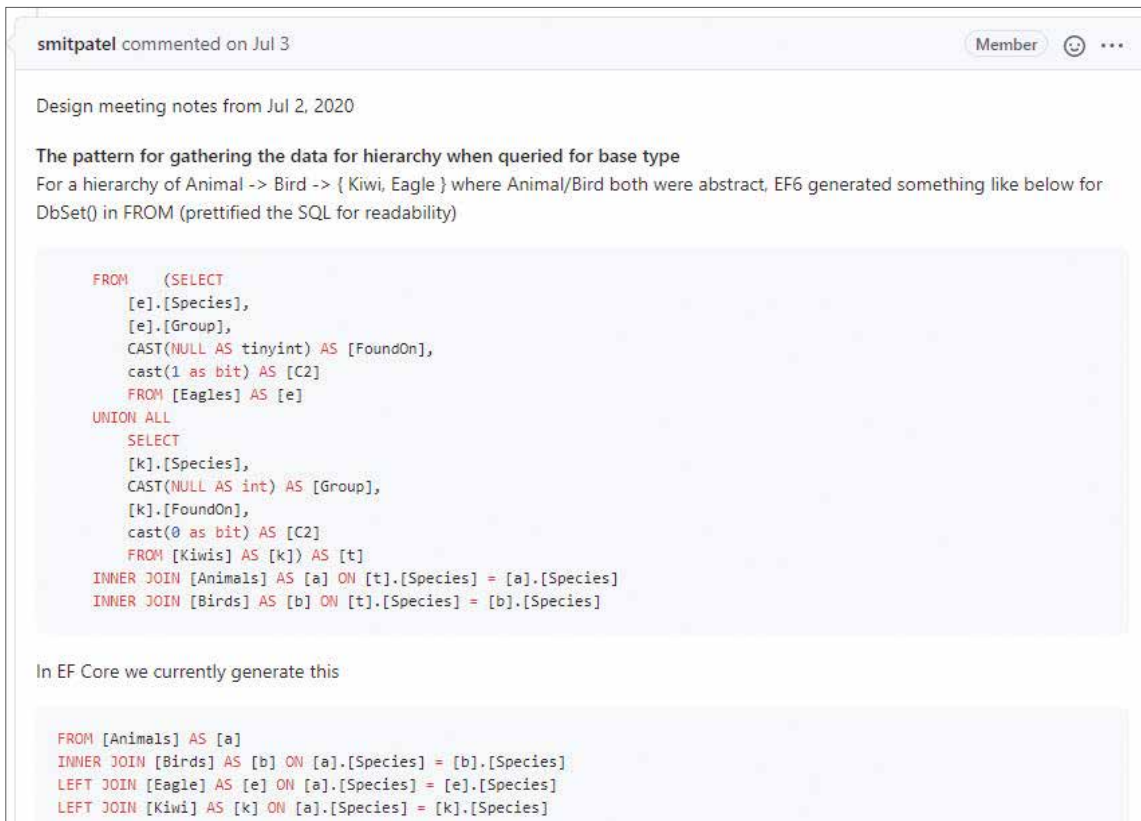 smitpatel commented on Jul 3 Member
Design meeting notes from Jul 2, 2020
The pattern for gathering the data for hierarchy when queried for base type
For a hierarchy of Animal -> Bird -> { Kiwi, Eagle } where Animal/Bird both were abstract, EF6 generated something like below for
DbSet() in FROM (prettified the SQL for readability)
FROM (SELECT
[e].[Species],
[e].[Group],
CAST(NULL AS tinyint) AS [FoundOn],
cast(1 as bit) AS [C2]
FROM [Eagles] AS [e]
UNION ALL
SELECT
[k].[Species],
CAST(NULL AS int) AS [Group],
[k].[FoundOn],
cast(0 as bit) AS [C2]
FROM [Kiwis] AS [k]) AS [t]
INNER JOIN [Animals] AS [a] ON [t].[Species] = [a].[Species]
INNER JOIN [Birds] AS [b] ON [t].[Species] = [b].[Species]
In EF Core we currently generate this
FROM [Animals] AS [a]
INNER JOIN [Birds] AS [b] ON [a].[Species] = [b].[Species]
LEFT JOIN [Eagle] AS [e] ON [a].[Species] = [e].[Species]
LEFT JOIN [Kiwi] AS [k] ON [a].[Species] = [k].[Species]